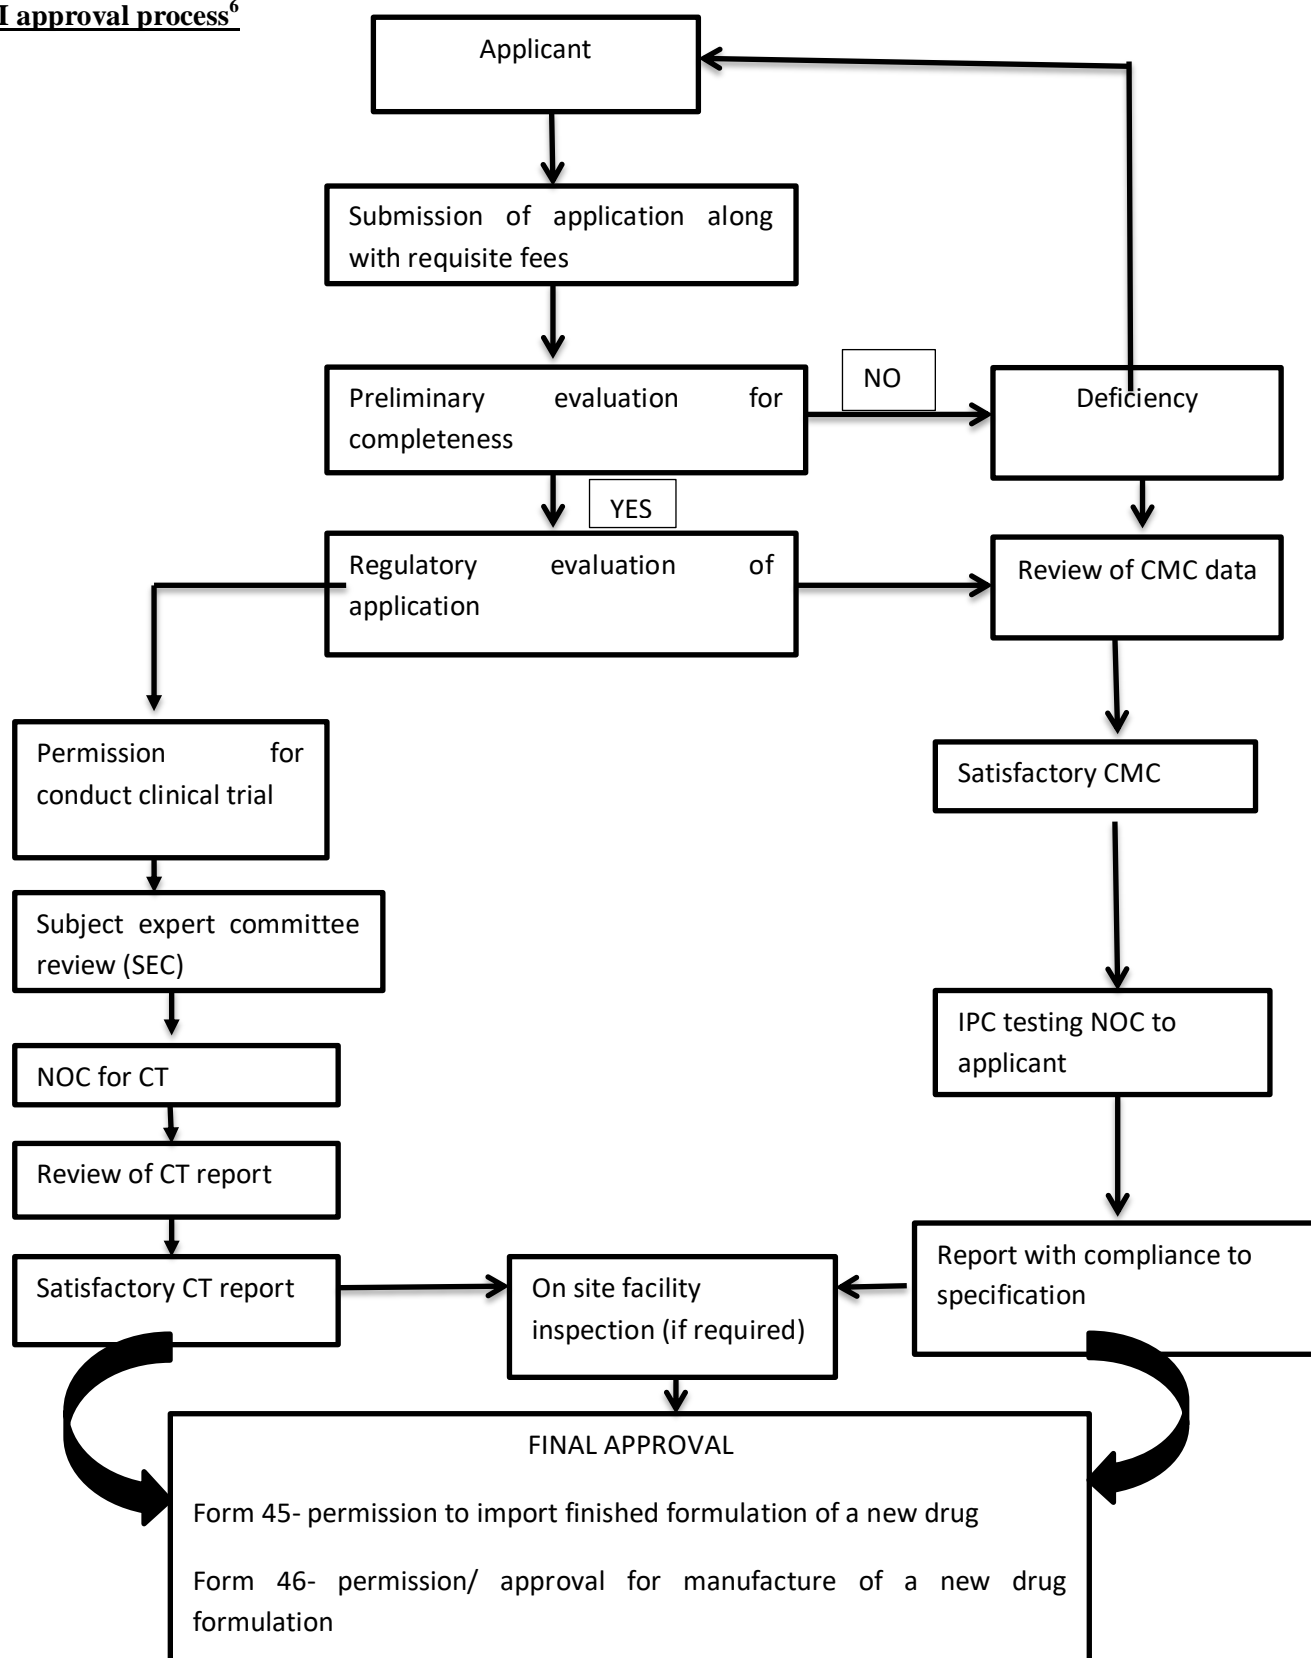 I approval process6
Applicant
Submission of application along
with requisite fees
Preliminary evaluation for
completeness
NO
Deficiency
YES
Regulatory evaluation of
application
Review of CMC data
Permission for
conduct clinical trial
Satisfactory CMC
Subject expert committee
review (SEC)
IPC testing NOC to
applicant
NOC for CT
Review of CT report
Satisfactory CT report
On site facility
inspection (if required)
Report with compliance to
specification
FINAL APPROVAL
Form 45- permission to import finished formulation of a new drug
Form 46- permission/ approval for manufacture of a new drug
formulation